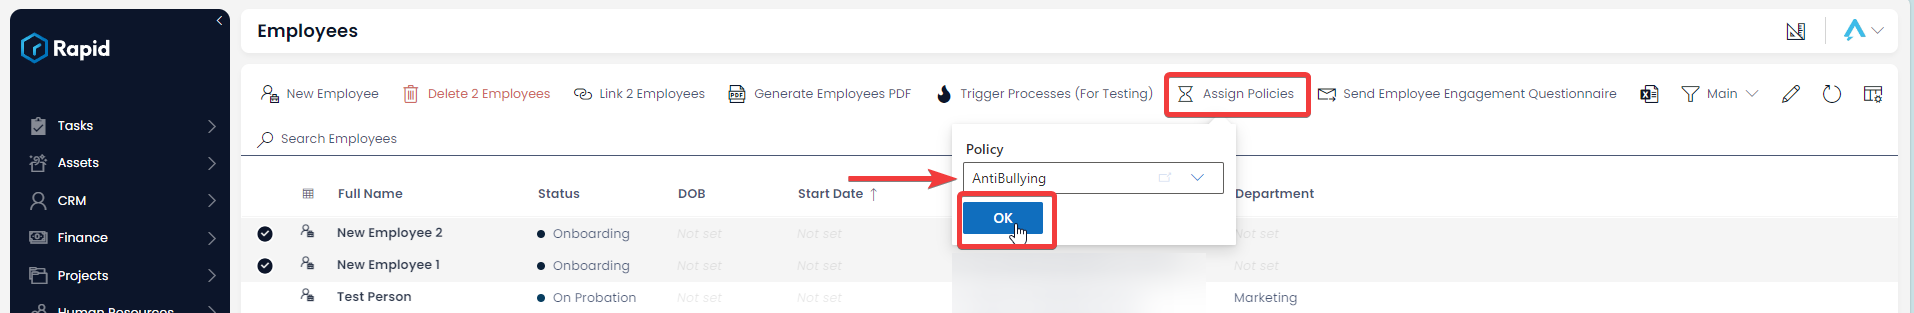 Rapid
Employees
New Employee Delete 2 Employees Link 2 Employees Generate Employees PDF Trigger Processes (For Testing) Assign Policies Send Employee Engagement Questionnaire Main
Tasks
Search Employees
Policy
Assets
AntiBullying
Full Name Status DOB Start Date Department
CRM
OK
Finance
New Employee 2 Onboarding Not set Not set Not set
New Employee 1 Onboarding Not set Not set Not set
Projects
Test Person On Probation Not set Not set Marketing
Human Resources